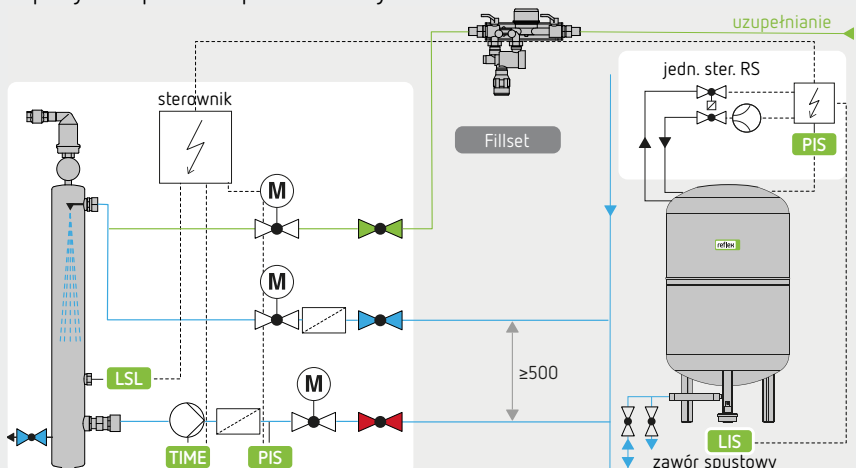 uzupełnianie
jedn. ster. RS
sterownik
Fillset
PIS
M
reflex
M
≥500
LSL
M
TIME
PIS
LIS
zawór spustowy